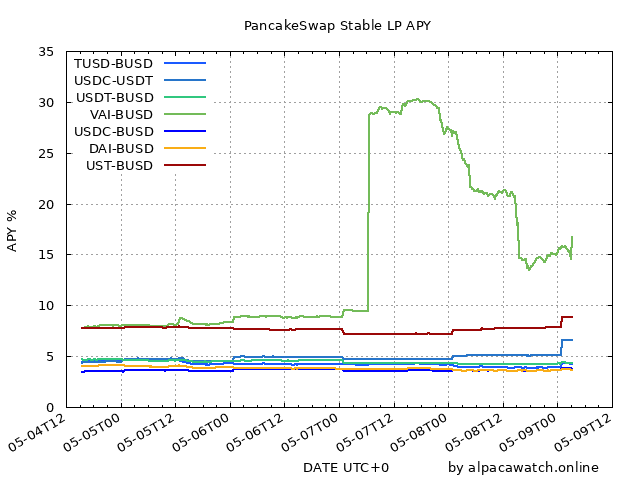 PancakeSwap Stable LP APY
35
30
25
20
15
10
5
0
APY %
TUSD-BUSD
USDC-USDT
USDT-BUSD
VAI-BUSD
USDC-BUSD
DAI-BUSD
UST-BUSD
05-04T12
05-05T00
05-05T12
05-06T00
05-06T12
05-07T00
05-07T12
05-08T00
05-08T12
05-09T00
05-09T12
DATE UTC+0 by alpacawatch.online